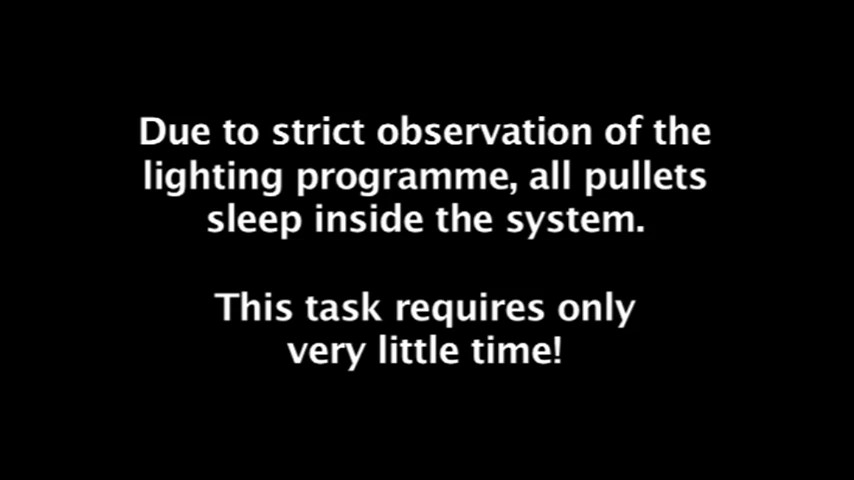 Due to strict observation of the
lighting programme, all pullets
sleep inside the system.
This task requires only
very little time!